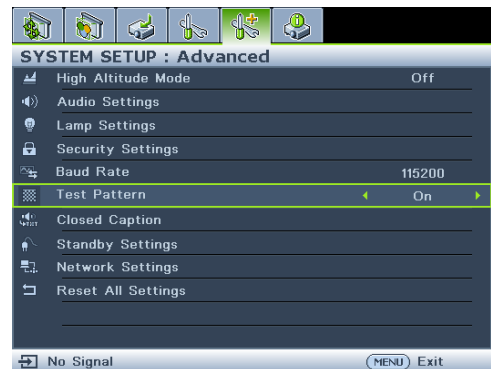 SYSTEM SETUP : Advanced
High Altitude Mode Off
Audio Settings
Lamp Settings
Security Settings
Baud Rate 115200
Test Pattern On
Closed Caption
Standby Settings
Network Settings
Reset All Settings
No Signal MENU Exit